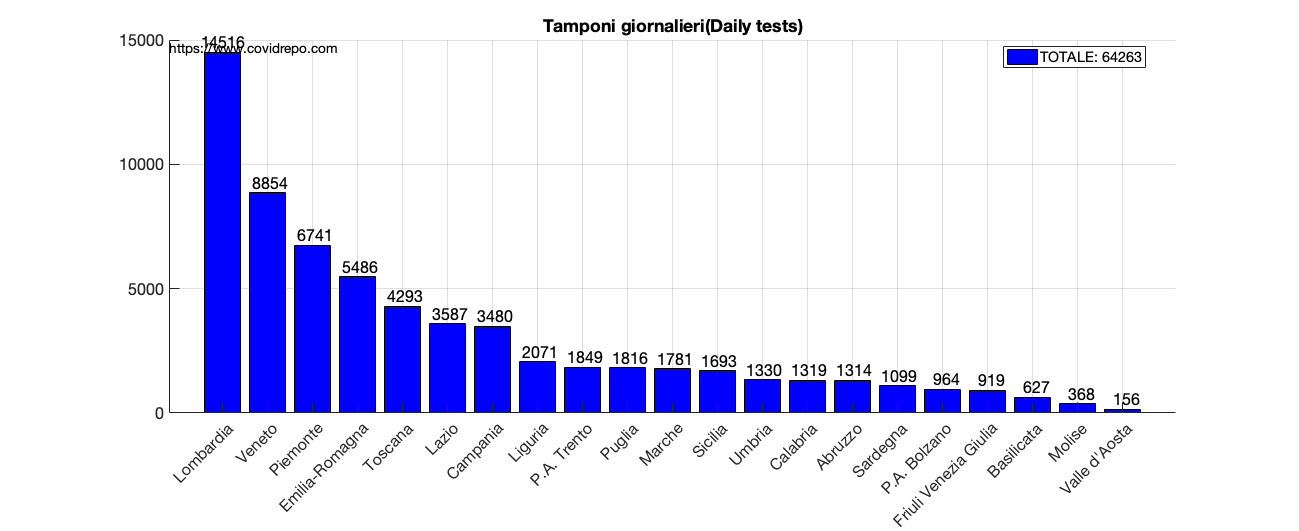 Tamponi giornalieri(Daily tests)
15000
10000
5000
0
https://www.covidrepo.com
TOTALE: 64263
14516
8854
6741
5486
4293
3587
3480
2071
1849
1816
1781
1693
1330
1319
1314
1099
964
919
627
368
156
Lombardia
Veneto
Piemonte
Emilia-Romagna
Toscana
Lazio
Campania
Liguria
P.A. Trento
Puglia
Marche
Sicilia
Umbria
Calabria
Abruzzo
Sardegna
P.A. Bolzano
Friuli Venezia Giulia
Basilicata
Molise
Valle d'Aosta